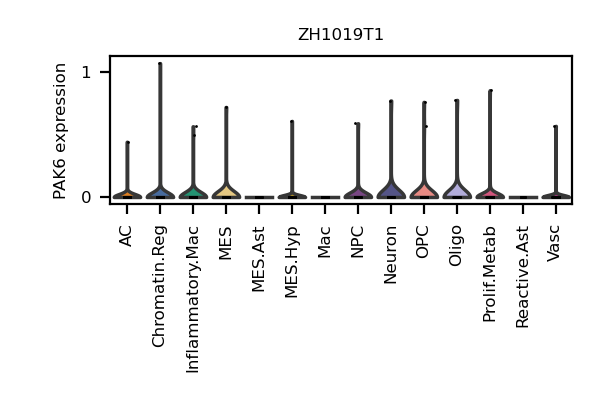 ZH1019T1
PAK6 expression
1
0
AC
Chromatin.Reg
Inflammatory.Mac
MES
MES.Ast
MES.Hyp
Mac
NPC
Neuron
OPC
Oligo
Prolif.Metab
Reactive.Ast
Vasc